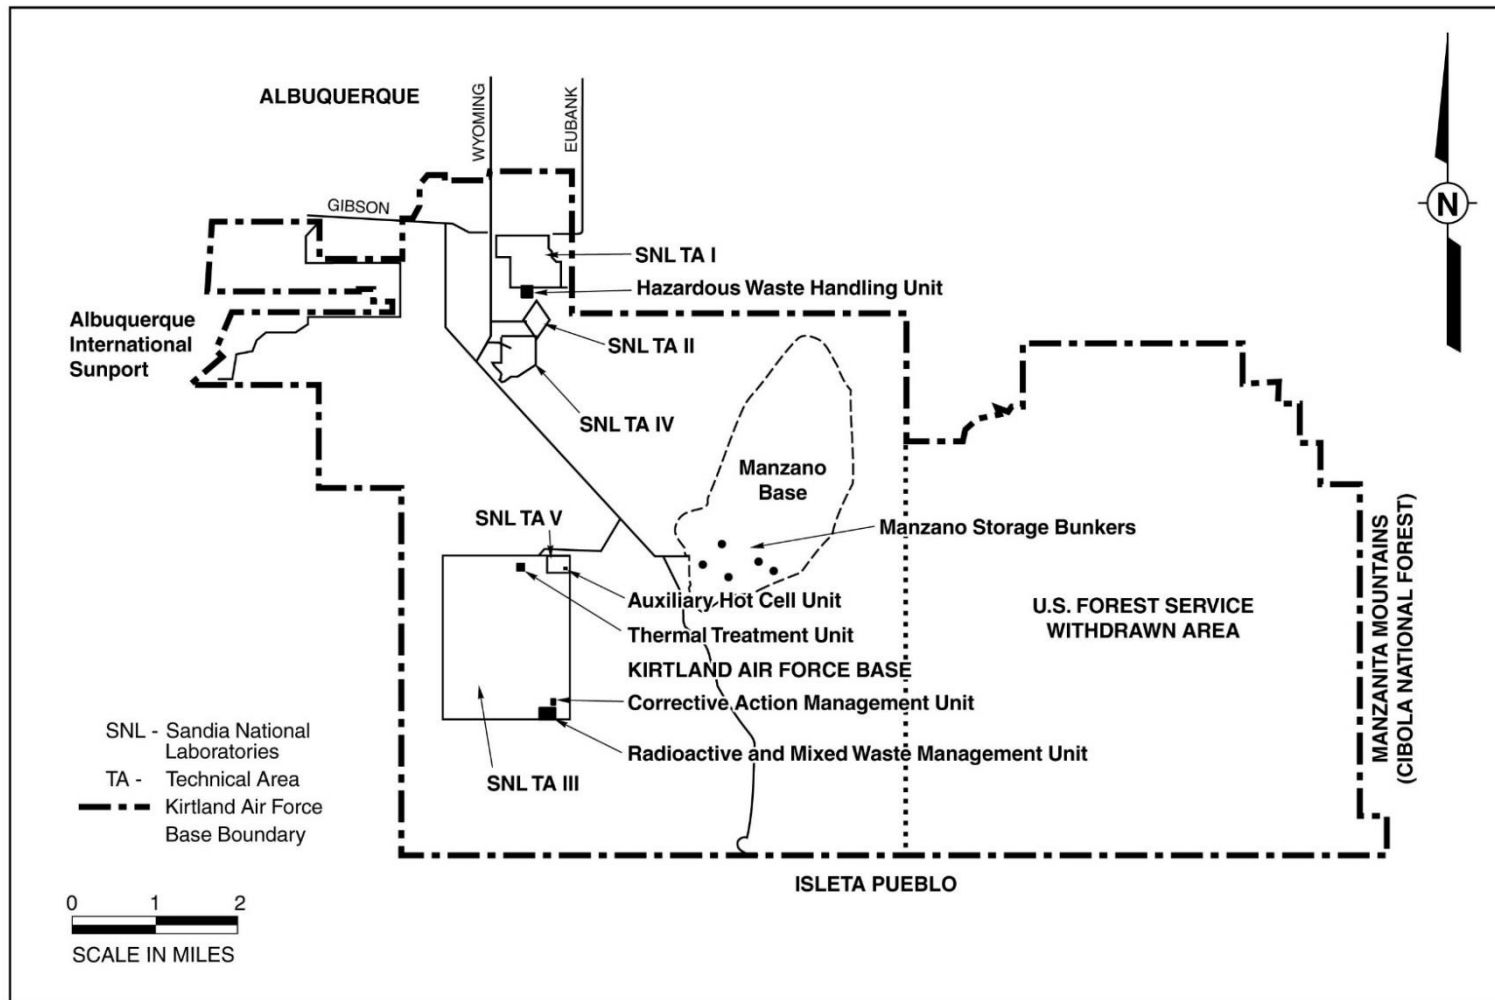 ALBUQUERQUE
WYOMING
EUBANK
GIBSON
N
SNL TA I
Hazardous Waste Handling Unit
Albuquerque
International
Sunport
SNL TA II
SNL TA IV
Manzano
Base
SNL TA V
Manzano Storage Bunkers
Auxiliary Hot Cell Unit
Thermal Treatment Unit
U.S. FOREST SERVICE
WITHDRAWN AREA
KIRTLAND AIR FORCE BASE
Corrective Action Management Unit
Radioactive and Mixed Waste Management Unit
SNL TA III
MANZANITA MOUNTAINS
(CIBOLA NATIONAL FOREST)
SNL - Sandia National
Laboratories
TA - Technical Area
Kirtland Air Force
Base Boundary
ISLETA PUEBLO
0 1 2
SCALE IN MILES